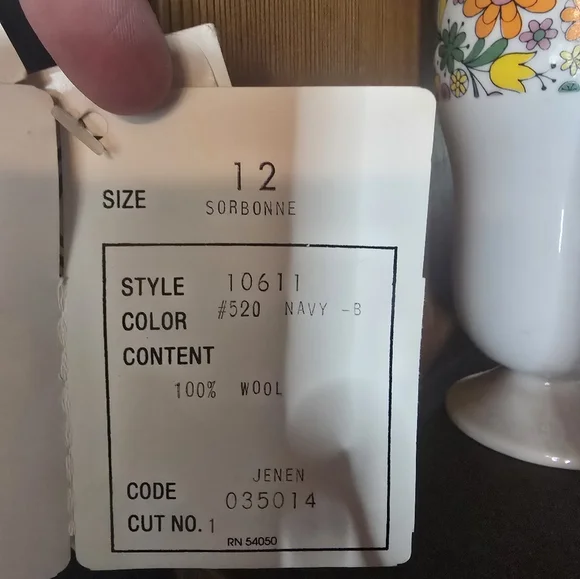 SIZE 12
SORBONNE
STYLE 10611
COLOR #520 NAVY -B
CONTENT
100% WOOL
JENEN
CODE 035014
CUT NO. 1
RN 54050